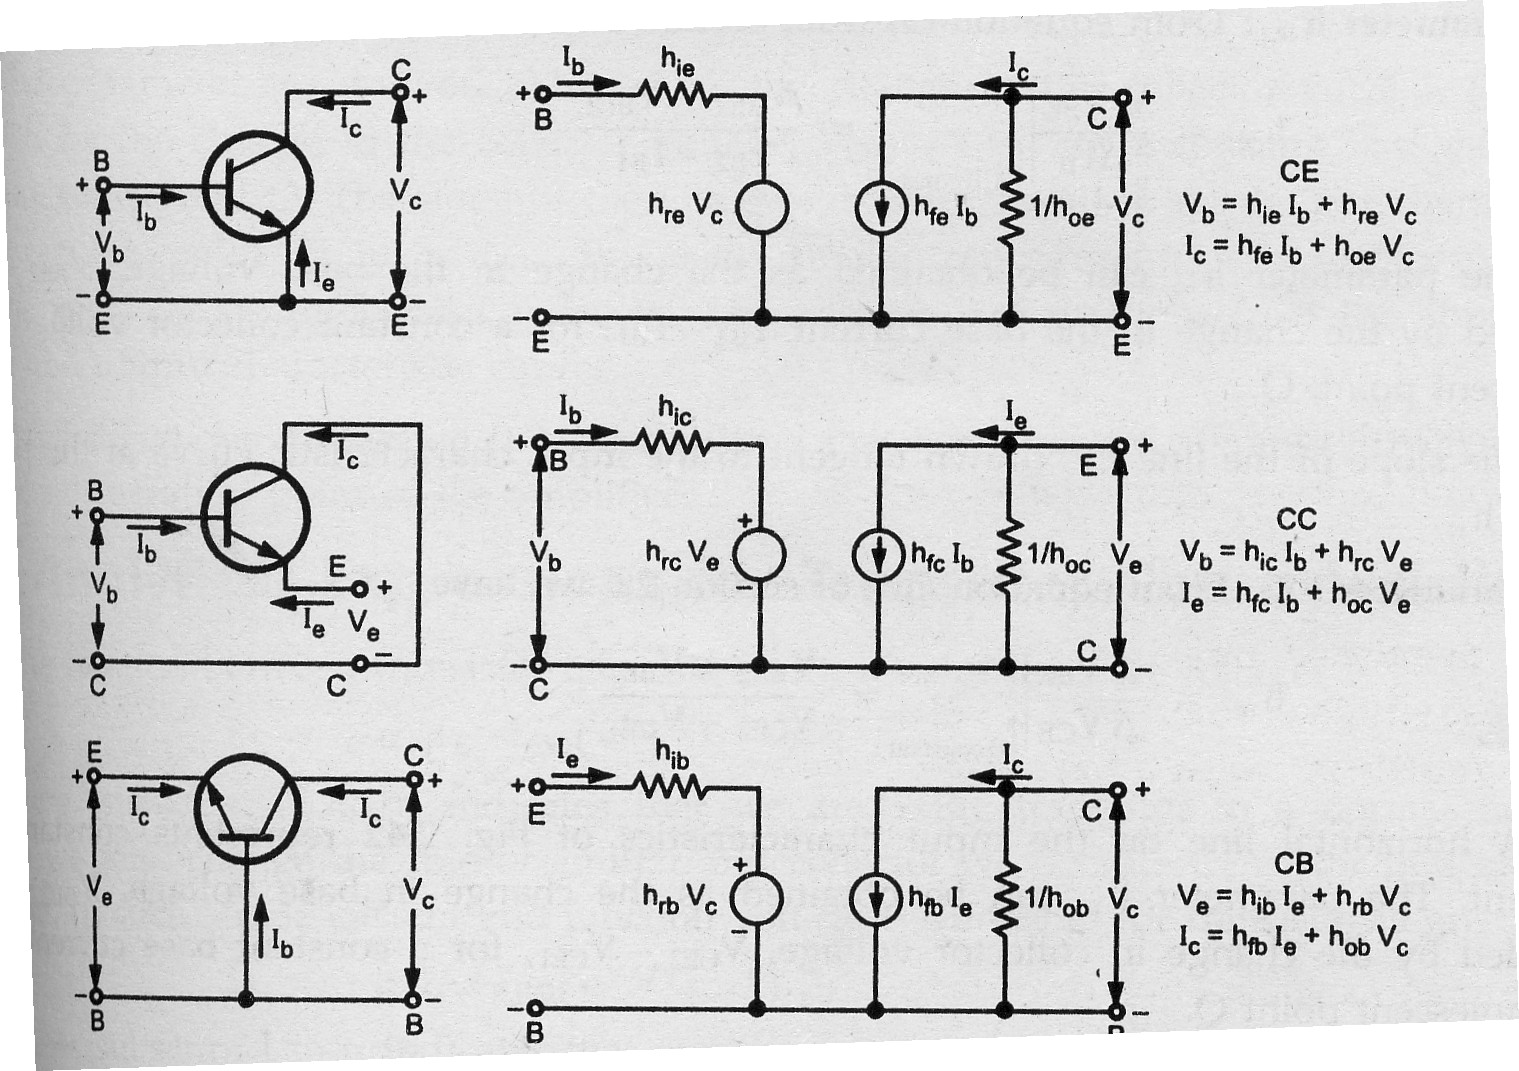 C
+
I_c
B
+
I_b
V_b
V_c
I_e
−
E
−
E
I_b
h_ie
+
B
h_re V_c
I_c
C
+
h_fe I_b
1/h_oe
V_c
−
E
E
−
CE
V_b = h_ie I_b + h_re V_c
I_c = h_fe I_b + h_oe V_c
I_c
B
+
I_b
V_b
E
+
I_e
V_e
−
C
−
C
I_b
h_ic
+
B
V_b
+
h_rc V_e
−
I_e
E
+
h_fc I_b
1/h_oc
V_e
−
C
C
−
CC
V_b = h_ic I_b + h_rc V_e
I_e = h_fc I_b + h_oc V_e
E
+
I_c
C
+
I_c
V_e
V_c
I_b
−
B
−
B
I_e
h_ib
+
E
+
h_rb V_c
−
I_c
C
+
h_fb I_e
1/h_ob
V_c
−
B
−
CB
V_e = h_ib I_e + h_rb V_c
I_c = h_fb I_e + h_ob V_c